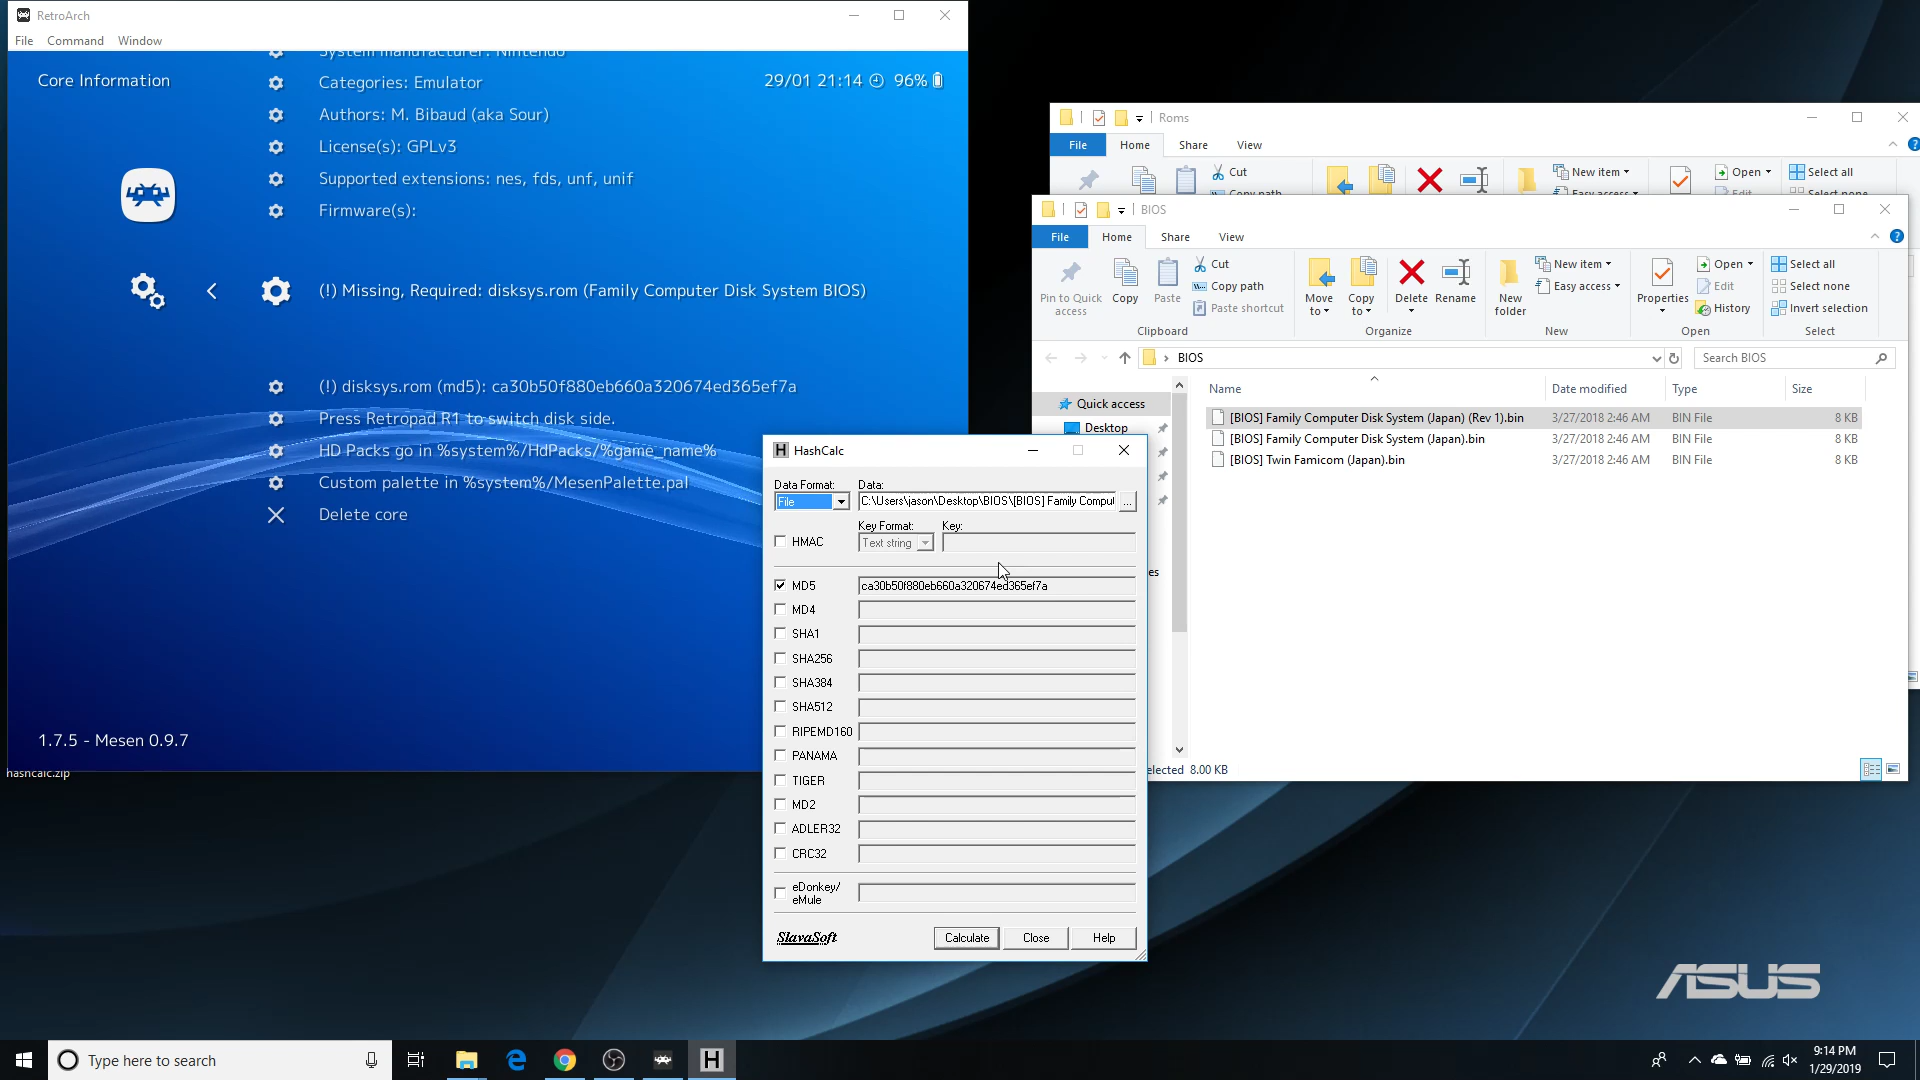 RetroArch
File Command Window
System manufacturer: Nintendo
Core Information
Categories: Emulator
29/01 21:14 96%
Authors: M. Bibaud (aka Sour)
License(s): GPLv3
Supported extensions: nes, fds, unf, unif
Firmware(s):
(!) Missing, Required: disksys.rom (Family Computer Disk System BIOS)
(!) disksys.rom (md5): ca30b50f880eb660a320674ed365ef7a
Press Retropad R1 to switch disk side.
HD Packs go in %system%/HdPacks/%game_name%
Custom palette in %system%/MesenPalette.pal
Delete core
1.7.5 - Mesen 0.9.7
hashcalc.zip
Roms
File Home Share View
Cut
Copy path
New item
Easy access
Open
Edit
Select all
Select none
BIOS
File Home Share View
Pin to Quick access
Copy
Paste
Cut
Copy path
Paste shortcut
Clipboard
Move to
Copy to
Delete
Rename
Organize
New folder
New item
Easy access
New
Properties
Open
Edit
History
Open
Select all
Select none
Invert selection
Select
BIOS
Search BIOS
Quick access
Desktop
Name Date modified Type Size
[BIOS] Family Computer Disk System (Japan) (Rev 1).bin 3/27/2018 2:46 AM BIN File 8 KB
[BIOS] Family Computer Disk System (Japan).bin 3/27/2018 2:46 AM BIN File 8 KB
[BIOS] Twin Famicom (Japan).bin 3/27/2018 2:46 AM BIN File 8 KB
es
elected 8.00 KB
H HashCalc
Data Format: Data:
File C:\Users\jason\Desktop\BIOS\[BIOS] Family Comput ...
Key Format: Key:
HMAC Text string
MD5 ca30b50f880eb660a320674ed365ef7a
MD4
SHA1
SHA256
SHA384
SHA512
RIPEMD160
PANAMA
TIGER
MD2
ADLER32
CRC32
eDonkey/
eMule
SlavaSoft Calculate Close Help
ASUS
Type here to search
H
9:14 PM
1/29/2019